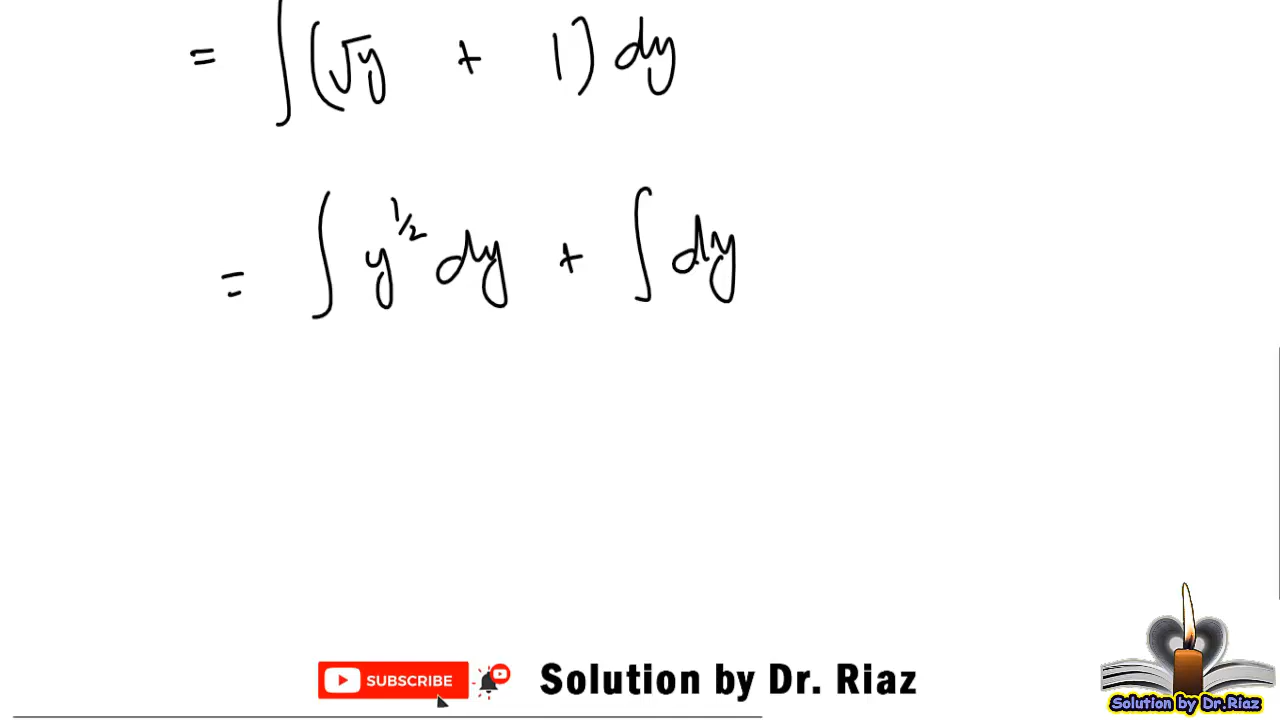 = ∫(√y + 1) dy
= ∫ y^1/2 dy + ∫ dy
SUBSCRIBE
Solution by Dr. Riaz
Solution by Dr.Riaz